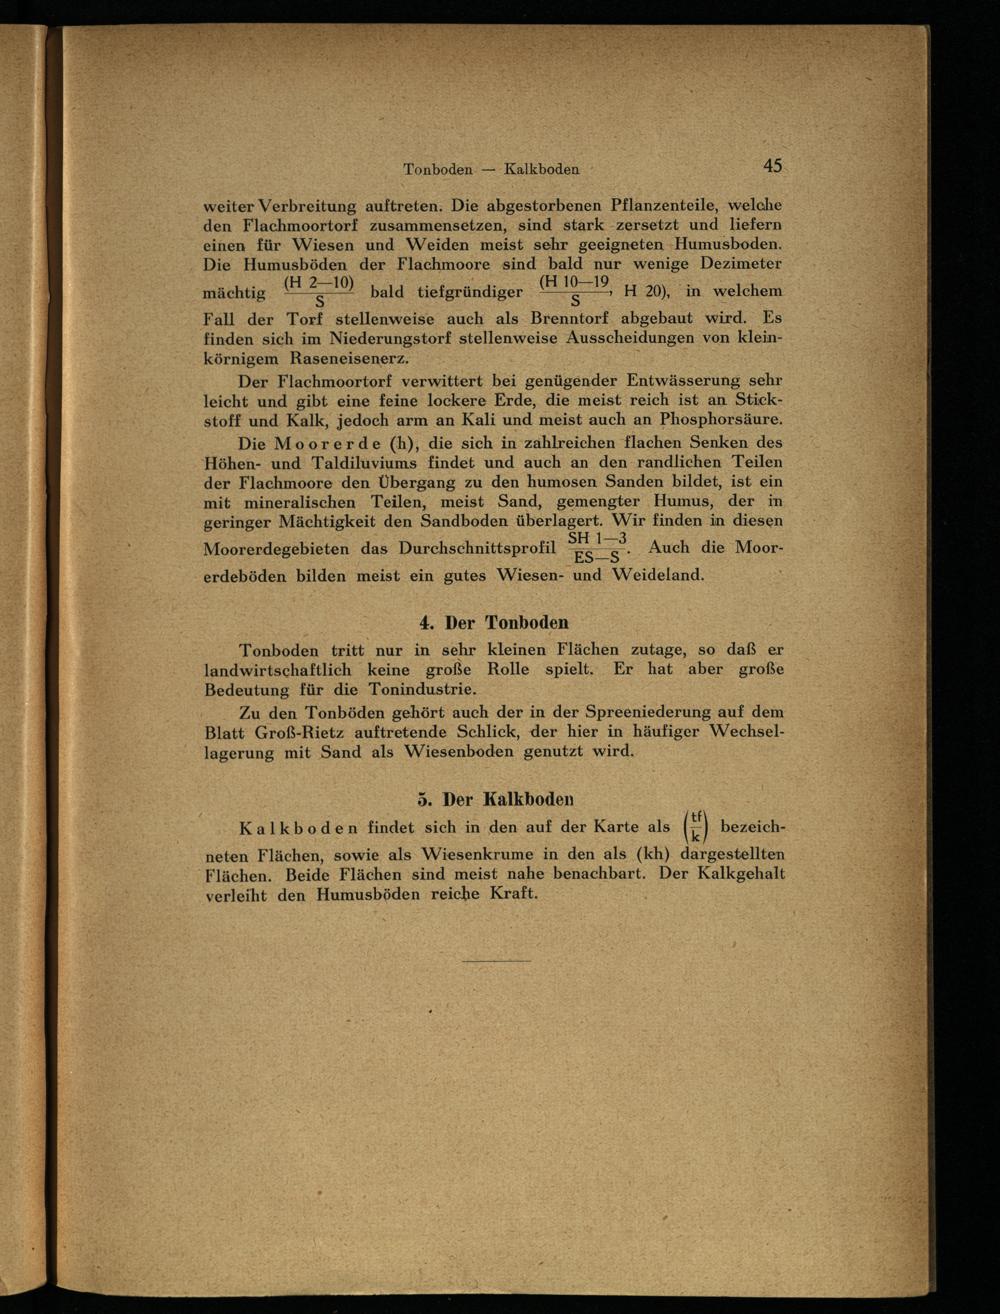 Tonboden — Kalkboden 45
weiter Verbreitung auftreten. Die abgestorbenen Pflanzenteile, welche
den Flachmoortorf zusammensetzen, sind stark zersetzt und liefern
einen für Wiesen und Weiden meist sehr geeigneten Humusboden.
Die Humusböden der Flachmoore sind bald nur wenige Dezimeter
mächtig (H 2—10)/S bald tiefgründiger (H 10—19/S, H 20), in welchem
Fall der Torf stellenweise auch als Brenntorf abgebaut wird. Es
finden sich im Niederungstorf stellenweise Ausscheidungen von klein-
körnigem Raseneisenerz.
Der Flachmoortorf verwittert bei genügender Entwässerung sehr
leicht und gibt eine feine lockere Erde, die meist reich ist an Stick-
stoff und Kalk, jedoch arm an Kali und meist auch an Phosphorsäure.
Die Moorerde (h), die sich in zahlreichen flachen Senken des
Höhen- und Taldiluviums findet und auch an den randlichen Teilen
der Flachmoore den Übergang zu den humosen Sanden bildet, ist ein
mit mineralischen Teilen, meist Sand, gemengter Humus, der in
geringer Mächtigkeit den Sandboden überlagert. Wir finden in diesen
Moorerdegebieten das Durchschnittsprofil SH 1—3/ES—S. Auch die Moor-
erdeböden bilden meist ein gutes Wiesen- und Weideland.
4. Der Tonboden
Tonboden tritt nur in sehr kleinen Flächen zutage, so daß er
landwirtschaftlich keine große Rolle spielt. Er hat aber große
Bedeutung für die Tonindustrie.
Zu den Tonböden gehört auch der in der Spreeniederung auf dem
Blatt Groß-Rietz auftretende Schlick, der hier in häufiger Wechsel-
lagerung mit Sand als Wiesenboden genutzt wird.
5. Der Kalkboden
Kalkboden findet sich in den auf der Karte als (tf/k) bezeich-
neten Flächen, sowie als Wiesenkrume in den als (kh) dargestellten
Flächen. Beide Flächen sind meist nahe benachbart. Der Kalkgehalt
verleiht den Humusböden reiche Kraft.